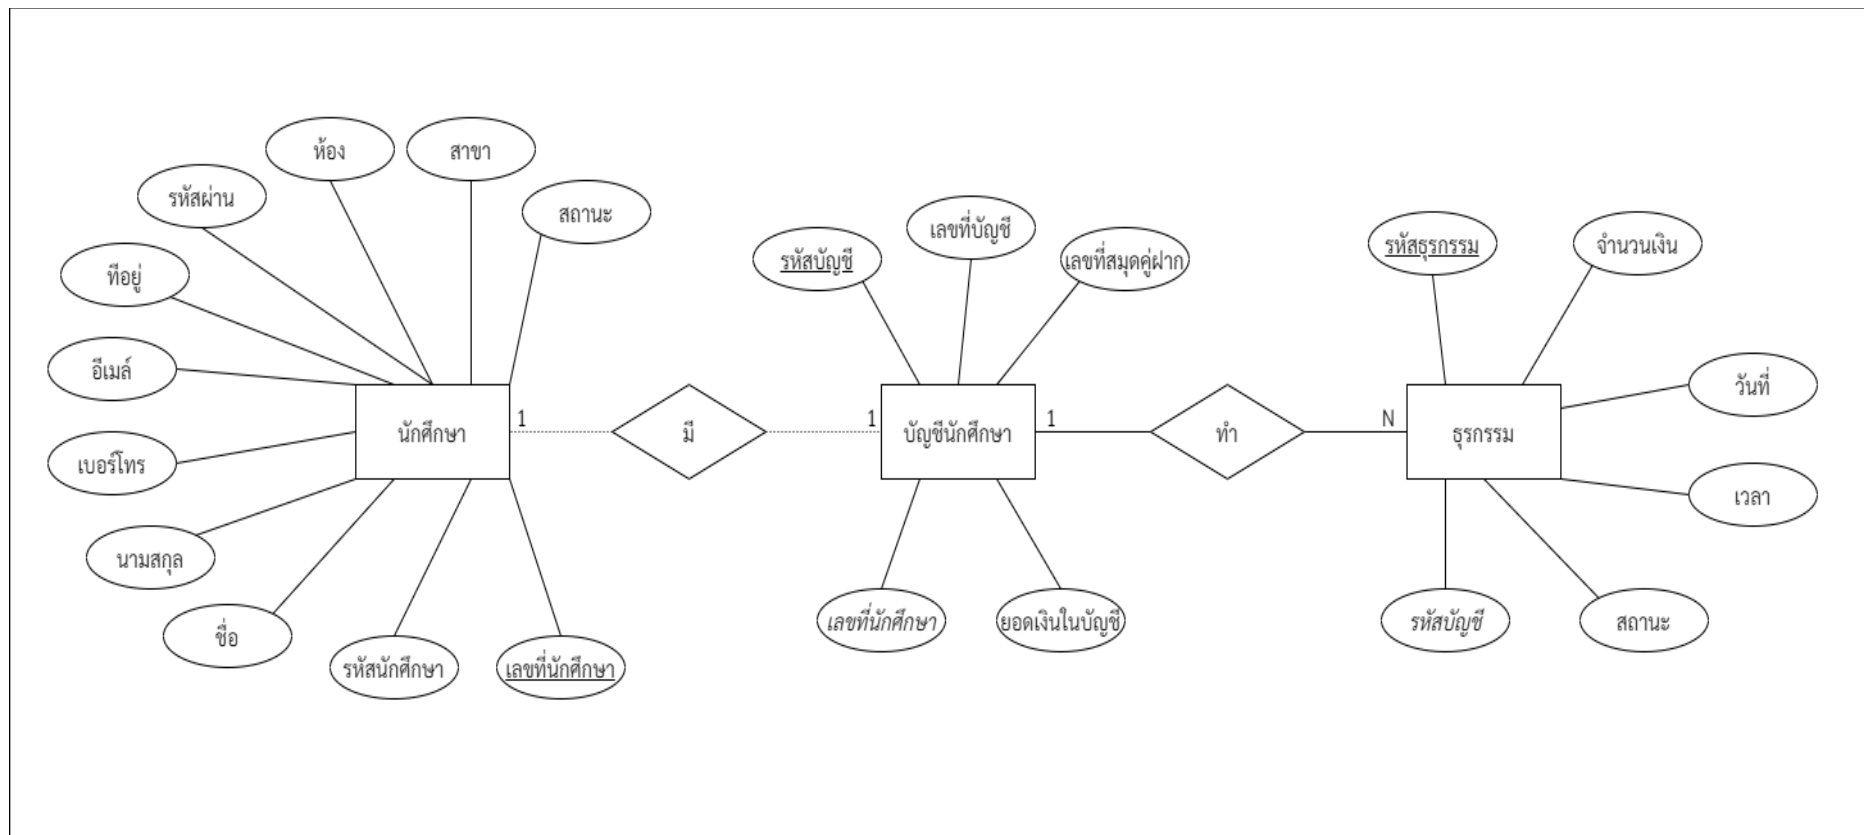 ห้อง
สาขา
รหัสผ่าน
สถานะ
ที่อยู่
อีเมล์
เบอร์โทร
นามสกุล
ชื่อ
รหัสนักศึกษา
เลขที่นักศึกษา
นักศึกษา
1
มี
1
รหัสบัญชี
เลขที่บัญชี
เลขที่สมุดคู่ฝาก
บัญชีนักศึกษา
เลขที่นักศึกษา
ยอดเงินในบัญชี
1
ทำ
N
รหัสธุรกรรม
จำนวนเงิน
วันที่
ธุรกรรม
เวลา
รหัสบัญชี
สถานะ